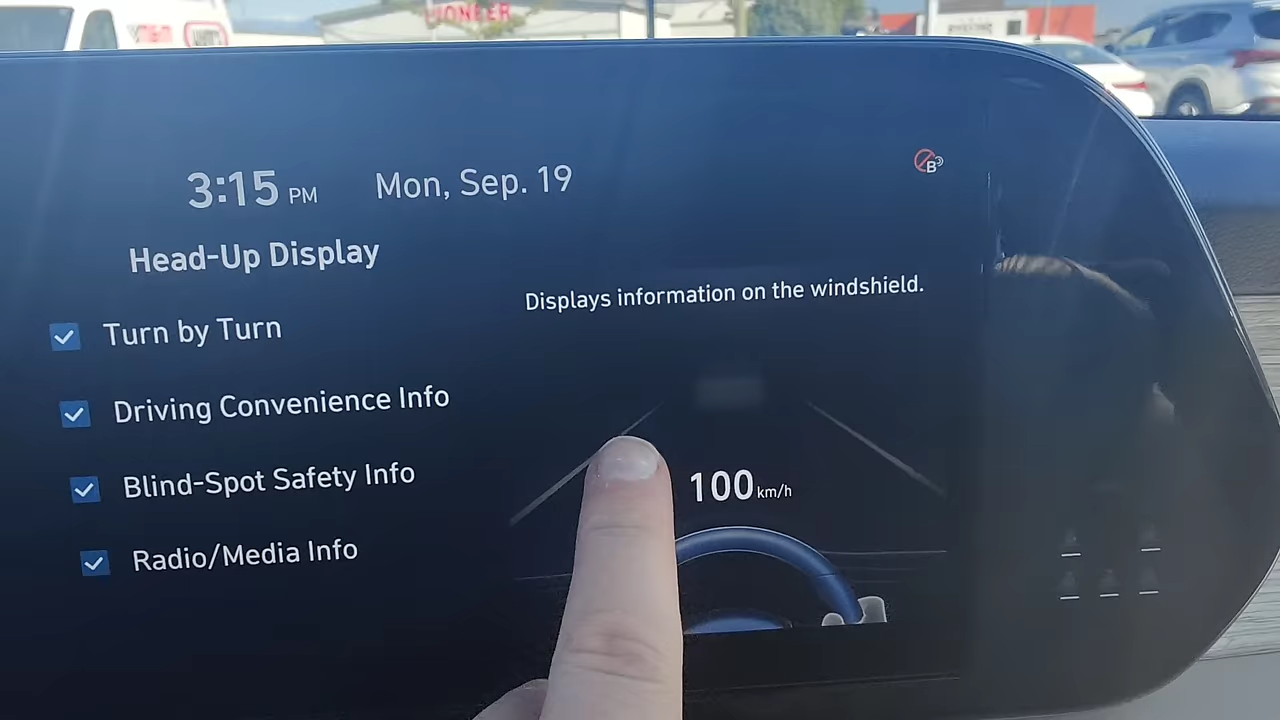 PIONEER
3:15 PM
Mon, Sep. 19
B
Head-Up Display
Displays information on the windshield.
Turn by Turn
Driving Convenience Info
Blind-Spot Safety Info
100 km/h
Radio/Media Info